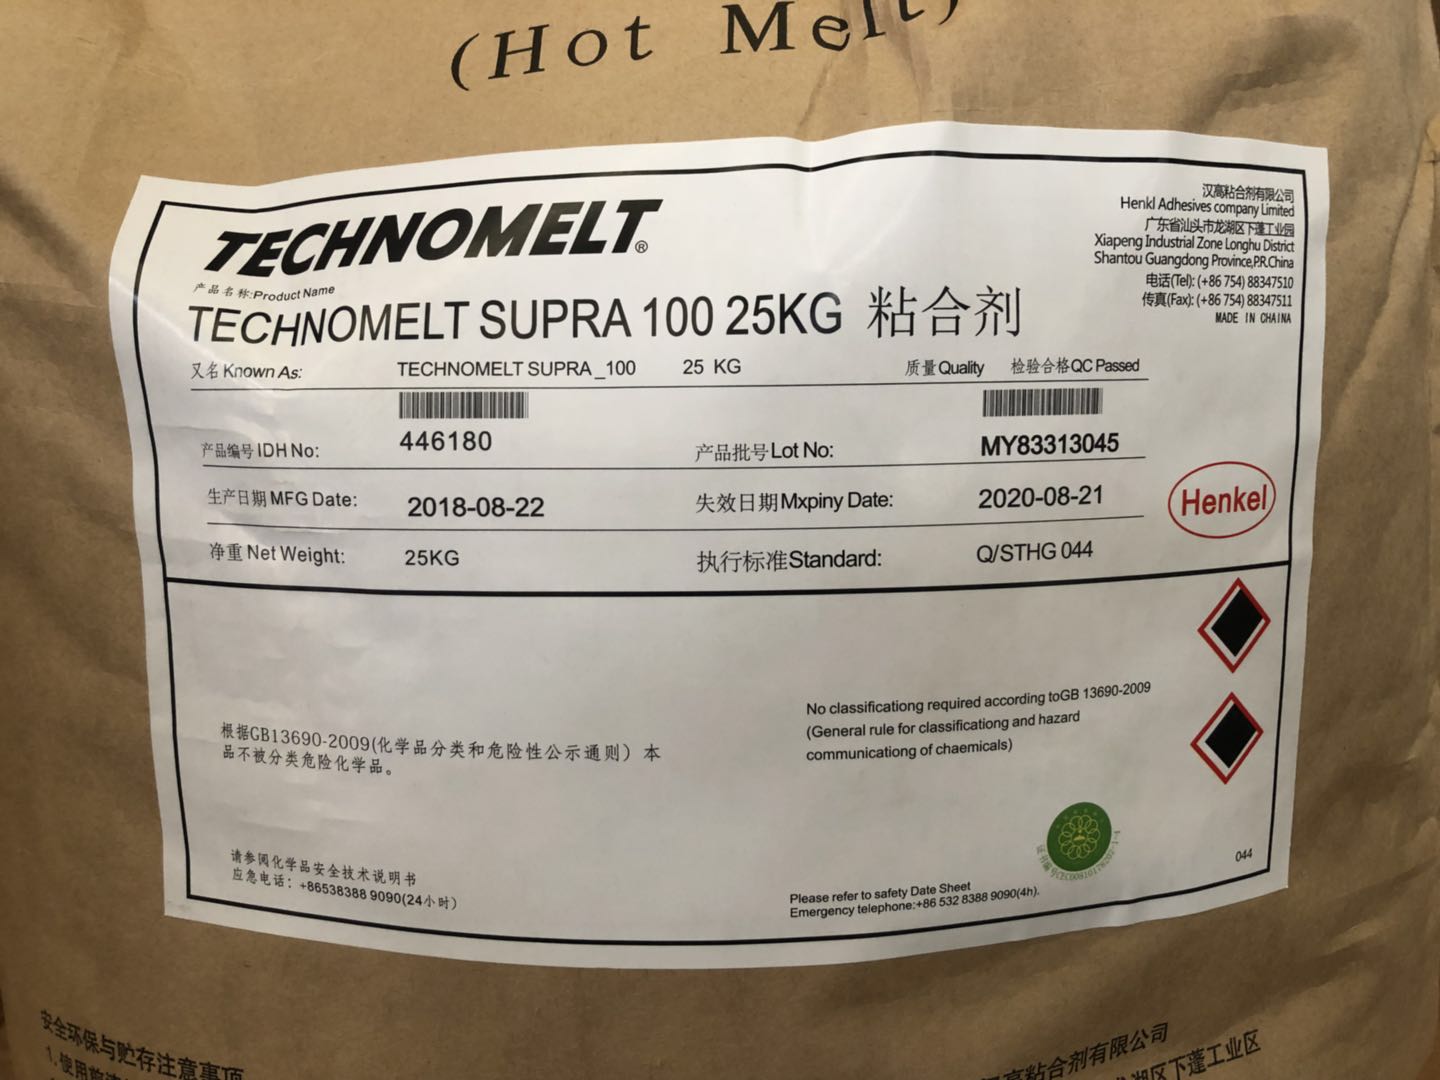 (Hot Melt)
TECHNOMELT®
汉高粘合剂有限公司
Henkl Adhesives company Limited
广东省汕头市龙湖区下蓬工业园
Xiapeng Industrial Zone Longhu District
Shantou Guangdong Province,P.R.China
电话(Tel): (+86 754) 88347510
传真(Fax): (+86 754) 88347511
MADE IN CHAINA
产品名称:Product Name
TECHNOMELT SUPRA 100 25KG 粘合剂
又名 Known As: TECHNOMELT SUPRA_100 25 KG 质量 Quality 检验合格QC Passed
产品编号 IDH No: 446180 产品批号 Lot No: MY83313045
生产日期 MFG Date: 2018-08-22 失效日期 Mxpiny Date: 2020-08-21
Henkel
净重 Net Weight: 25KG 执行标准Standard: Q/STHG 044
根据GB13690-2009(化学品分类和危险性公示通则）本
品不被分类危险化学品。
No classificationg required according toGB 13690-2009
(General rule for classificationg and hazard
communicationg of chaemicals)
请参阅化学品安全技术说明书
应急电话：+86538388 9090(24小时）
Please refer to safety Date Sheet
Emergency telephone:+86 532 8388 9090(4h).
044
安全环保与贮存注意事项
1.使用前
汉高粘合剂有限公司
龙湖区下蓬工业区